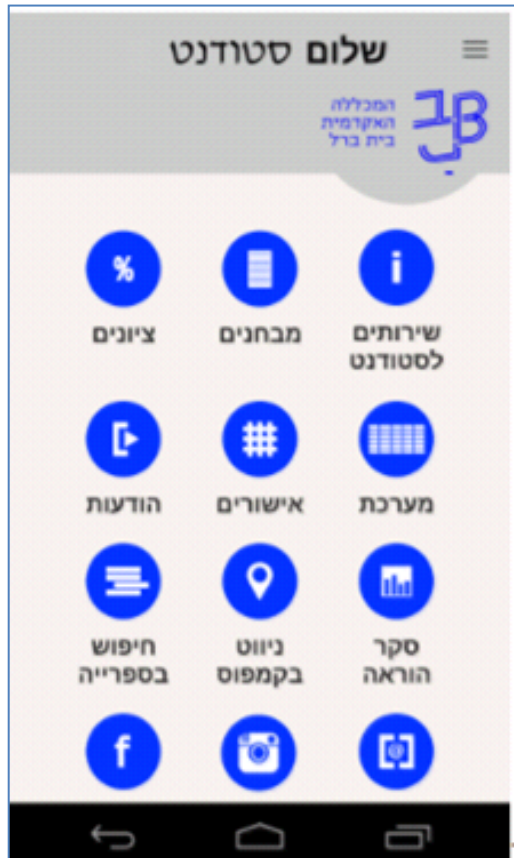 שלום סטודנט
המכללה
האקדמית
בית ברל
שירותים
לסטודנט
מבחנים
ציונים
מערכת
אישורים
הודעות
סקר
הוראה
ניווט
בקמפוס
חיפוש
בספרייה